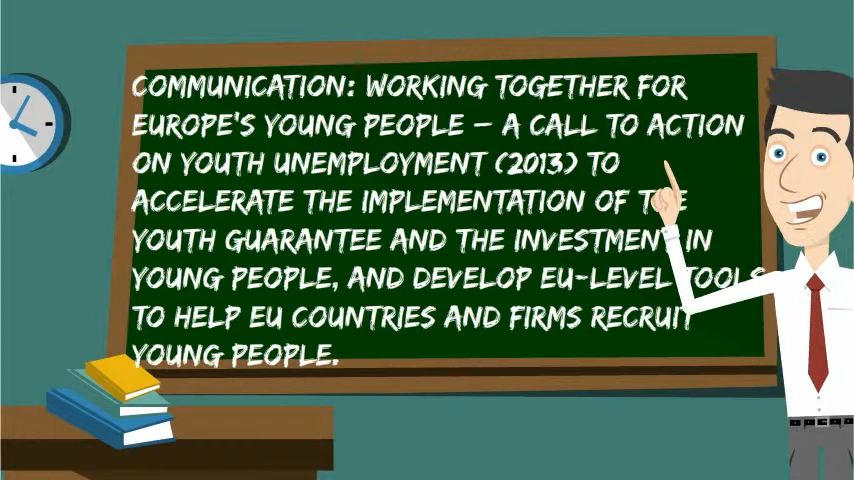 COMMUNICATION: WORKING TOGETHER FOR
EUROPE'S YOUNG PEOPLE – A CALL TO ACTION
ON YOUTH UNEMPLOYMENT (2013) TO
ACCELERATE THE IMPLEMENTATION OF THE
YOUTH GUARANTEE AND THE INVESTMENT IN
YOUNG PEOPLE, AND DEVELOP EU-LEVEL TOOLS
TO HELP EU COUNTRIES AND FIRMS RECRUIT
YOUNG PEOPLE.